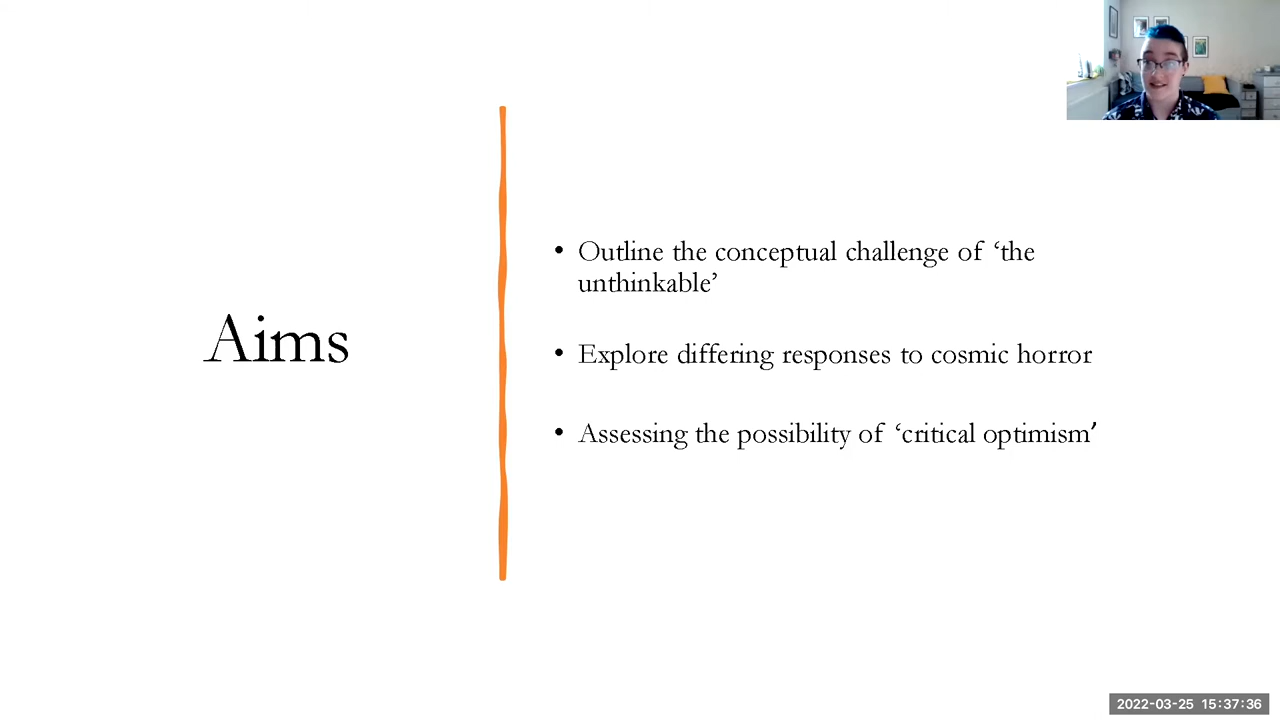 Aims
• Outline the conceptual challenge of ‘the
unthinkable’
• Explore differing responses to cosmic horror
• Assessing the possibility of ‘critical optimism’
2022-03-25 15:37:36